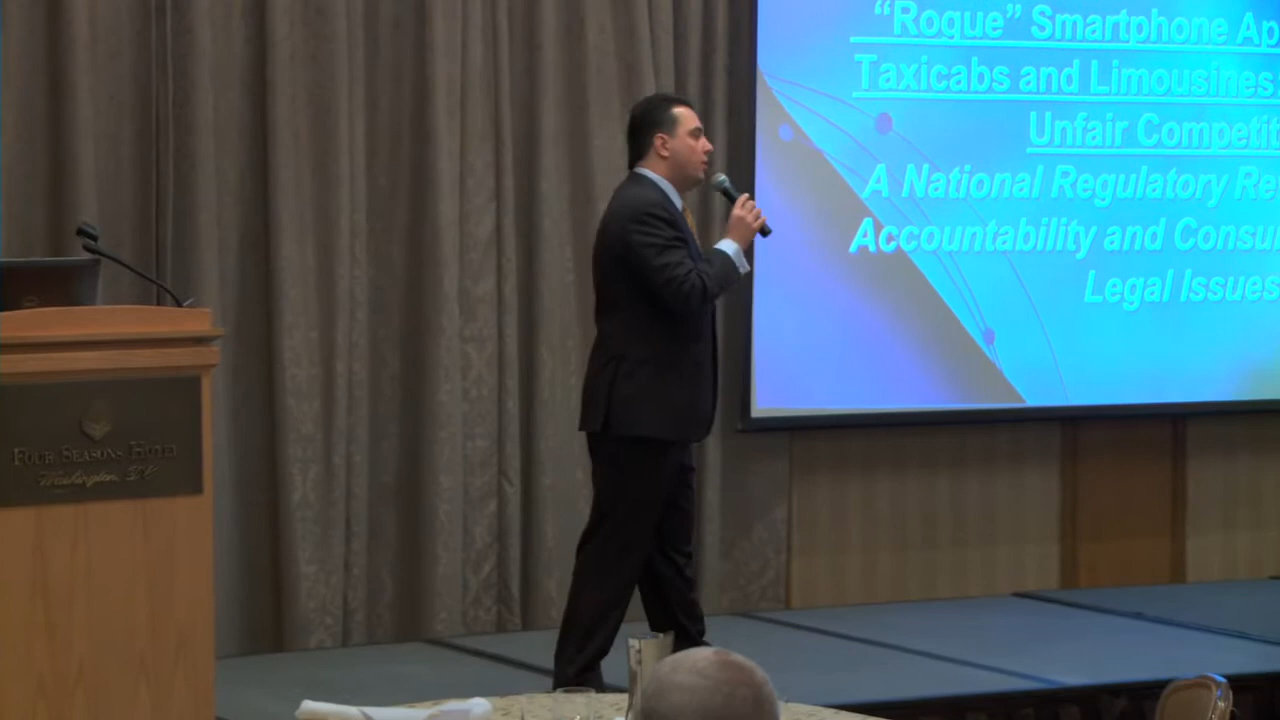 “Rogue” Smartphone Ap
Taxicabs and Limousines:
Unfair Competit
A National Regulatory Re
Accountability and Consu
Legal Issues
FOUR SEASONS HOTEL
Washington, DC